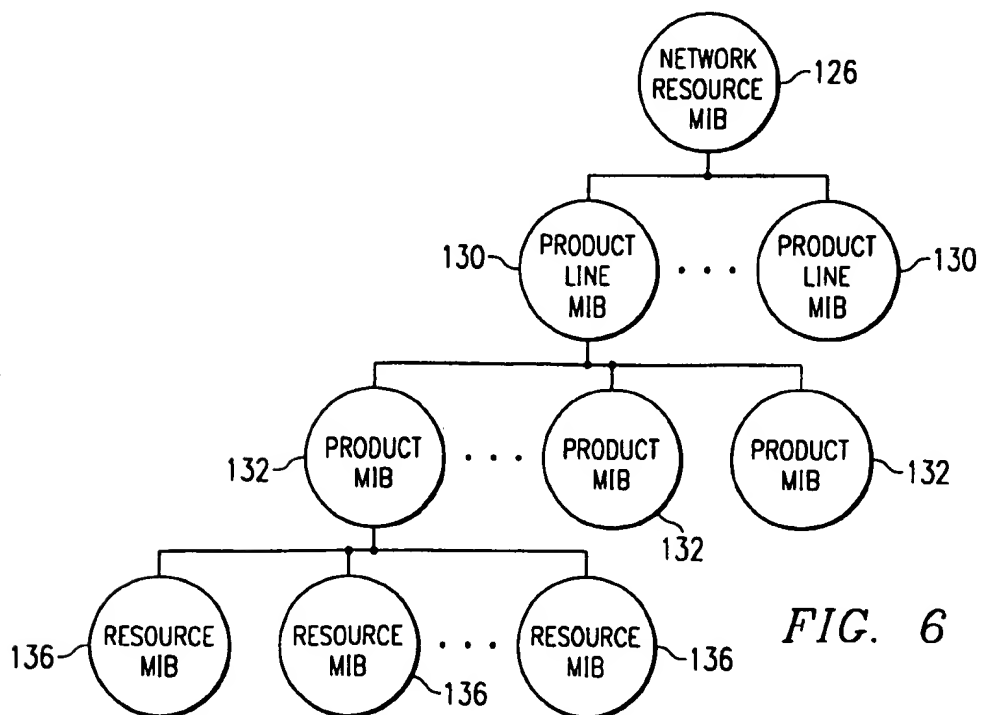 NETWORK
RESOURCE
MIB
126
130
PRODUCT
LINE
MIB
. . .
PRODUCT
LINE
MIB
130
132
PRODUCT
MIB
. . .
PRODUCT
MIB
132
PRODUCT
MIB
132
136
RESOURCE
MIB
RESOURCE
MIB
136
. . .
RESOURCE
MIB
136
FIG. 6